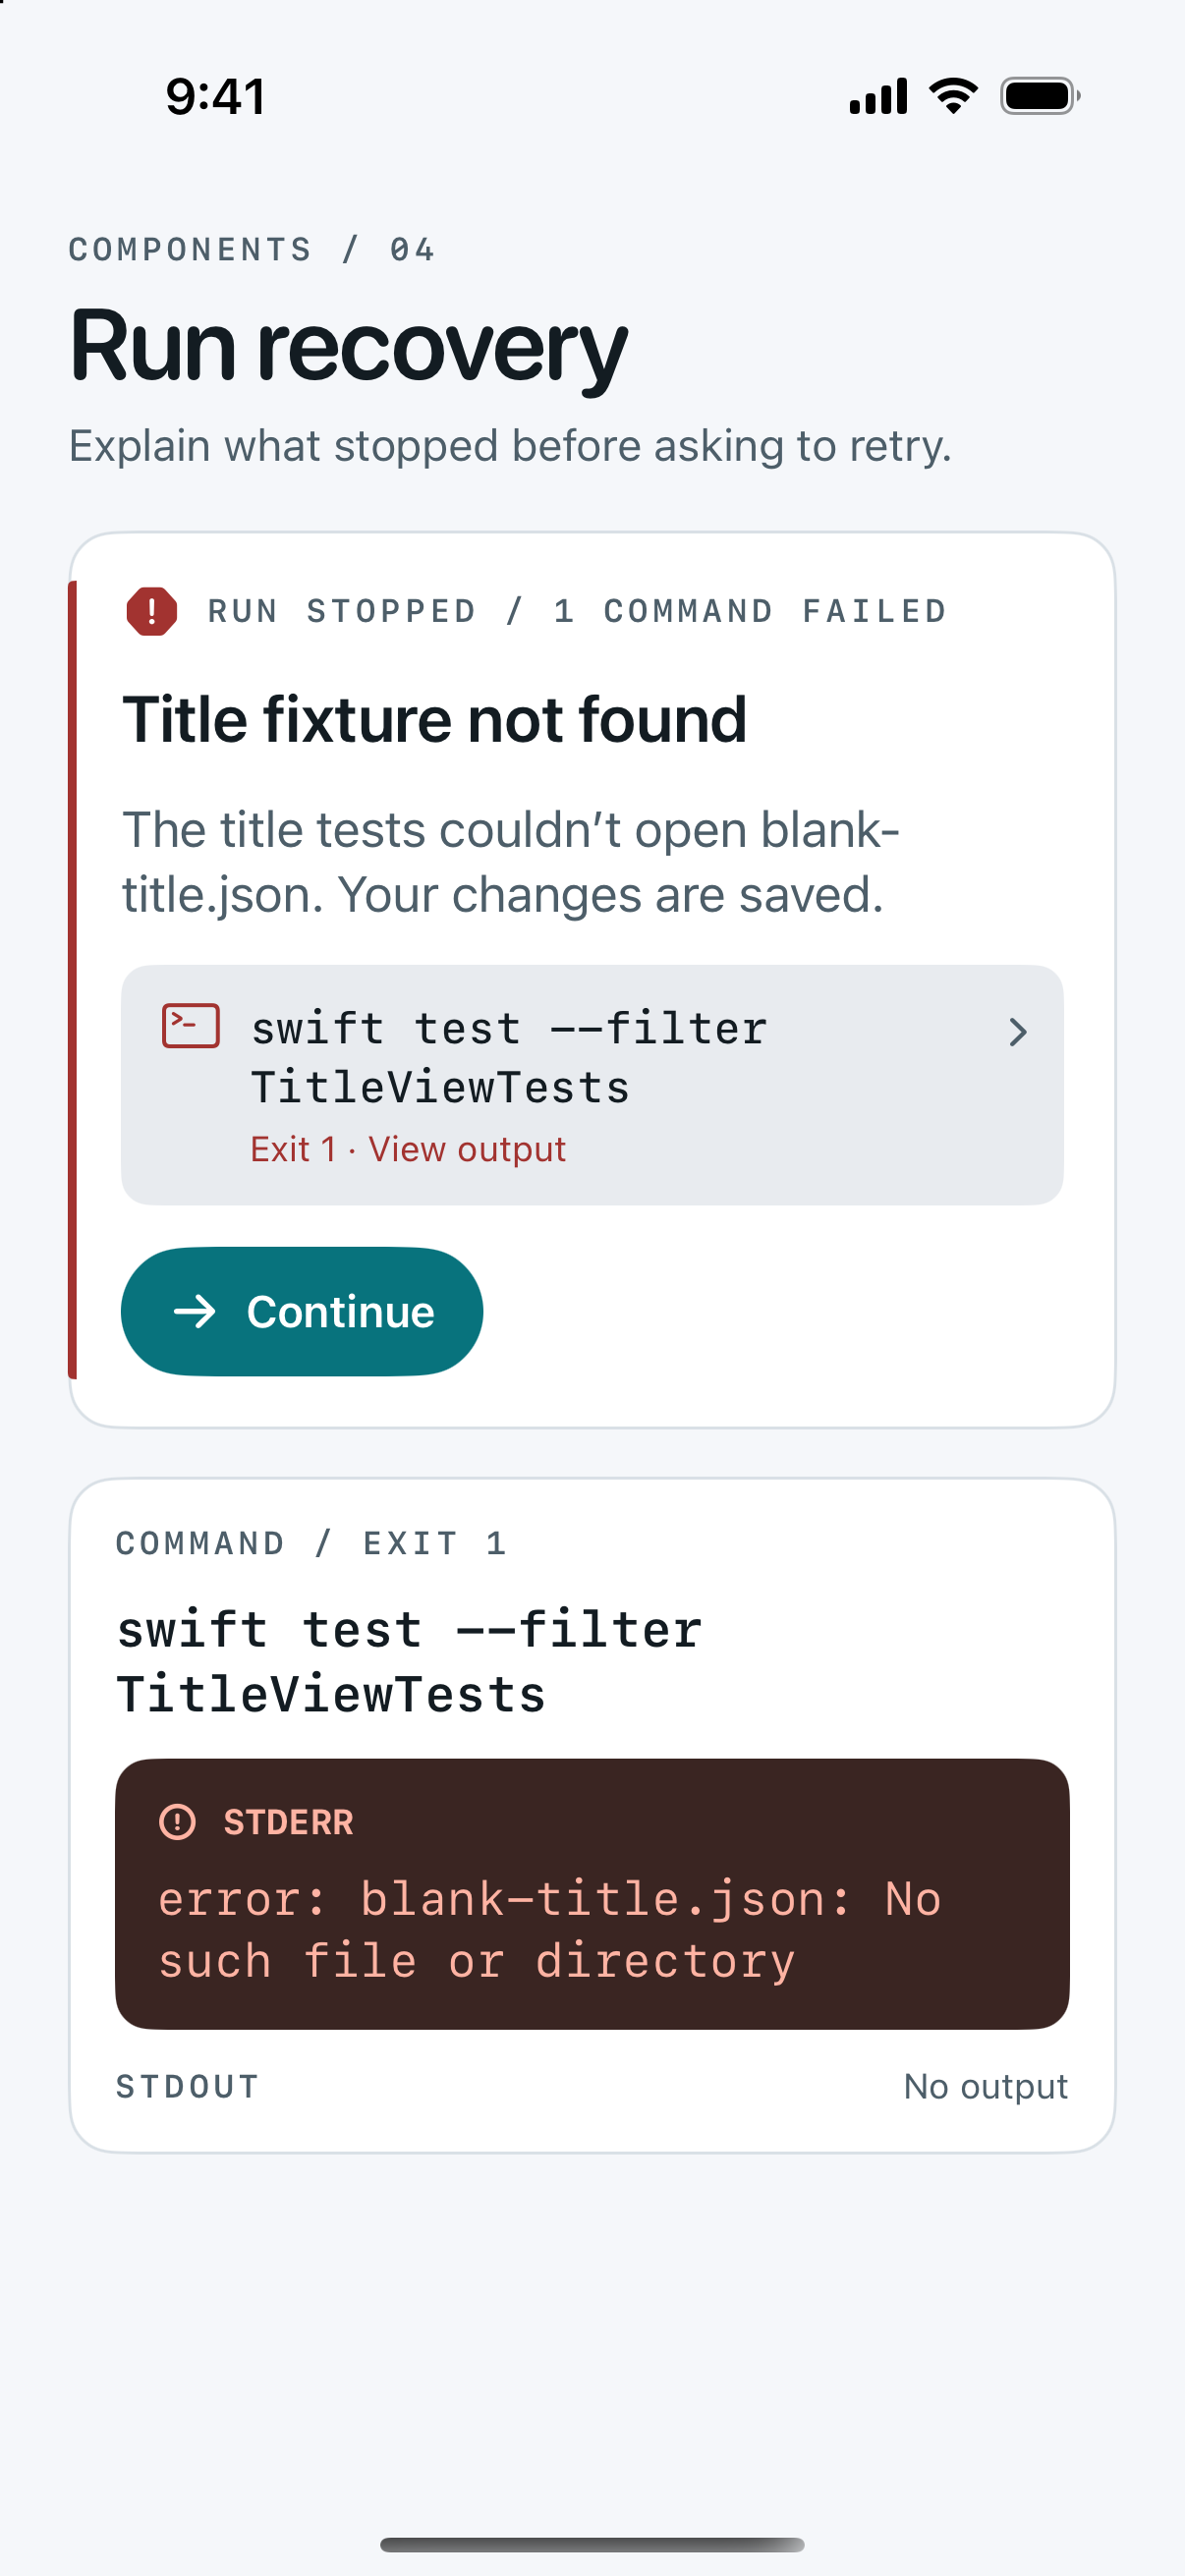 9:41
COMPONENTS / 04
Run recovery
Explain what stopped before asking to retry.
RUN STOPPED / 1 COMMAND FAILED
Title fixture not found
The title tests couldn’t open blank-
title.json. Your changes are saved.
swift test --filter
TitleViewTests
Exit 1 · View output
Continue
COMMAND / EXIT 1
swift test --filter
TitleViewTests
STDERR
error: blank-title.json: No
such file or directory
STDOUT No output